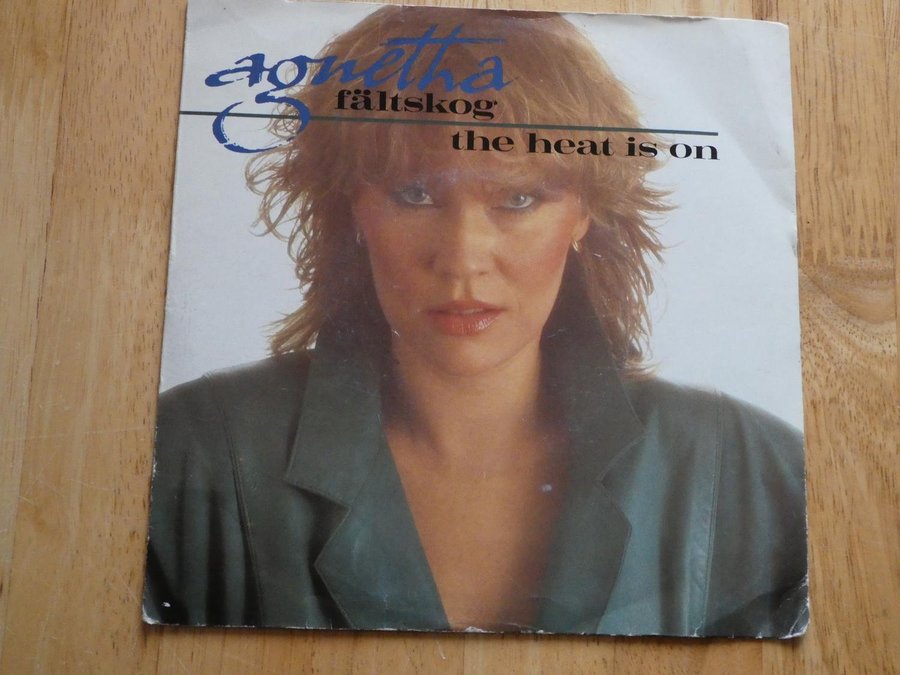 agnetha
fältskog
the heat is on